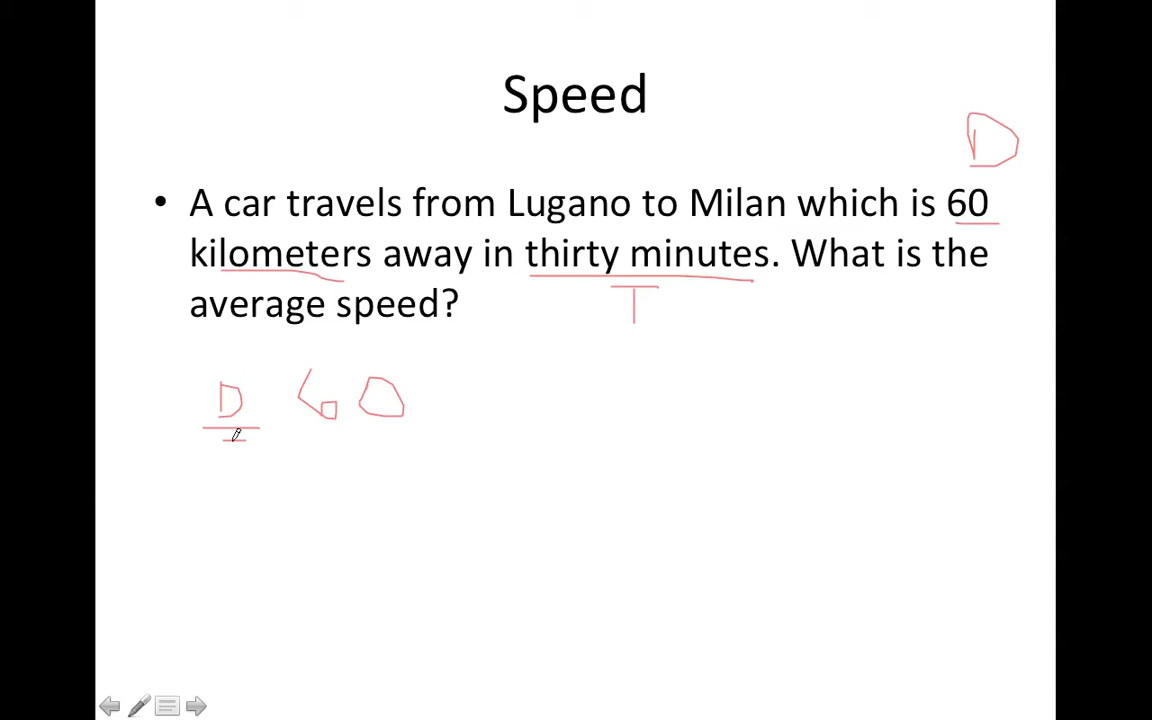 Speed
D
• A car travels from Lugano to Milan which is 60
kilometers away in thirty minutes. What is the
average speed?
T
D 60